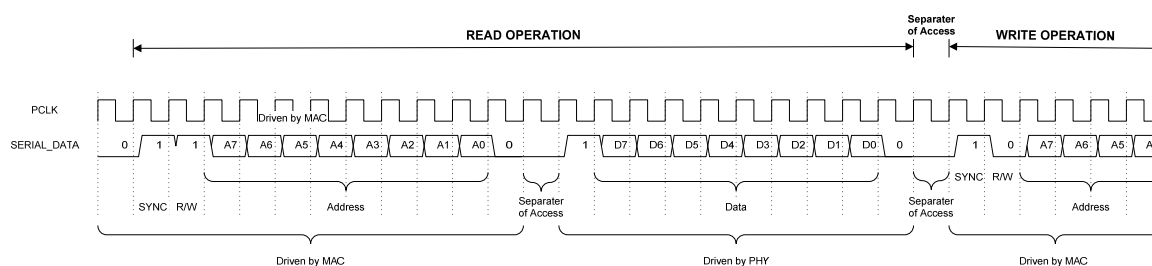 Separater
of Access
READ OPERATION
WRITE OPERATION
PCLK
Driven by MAC
SERIAL_DATA
0 1 1 A7 A6 A5 A4 A3 A2 A1 A0 0 1 D7 D6 D5 D4 D3 D2 D1 D0 0 1 0 A7 A6 A5 A
SYNC R/W Address Separater
of Access Data Separater
of Access SYNC R/W Address
Driven by MAC Driven by PHY Driven by MAC